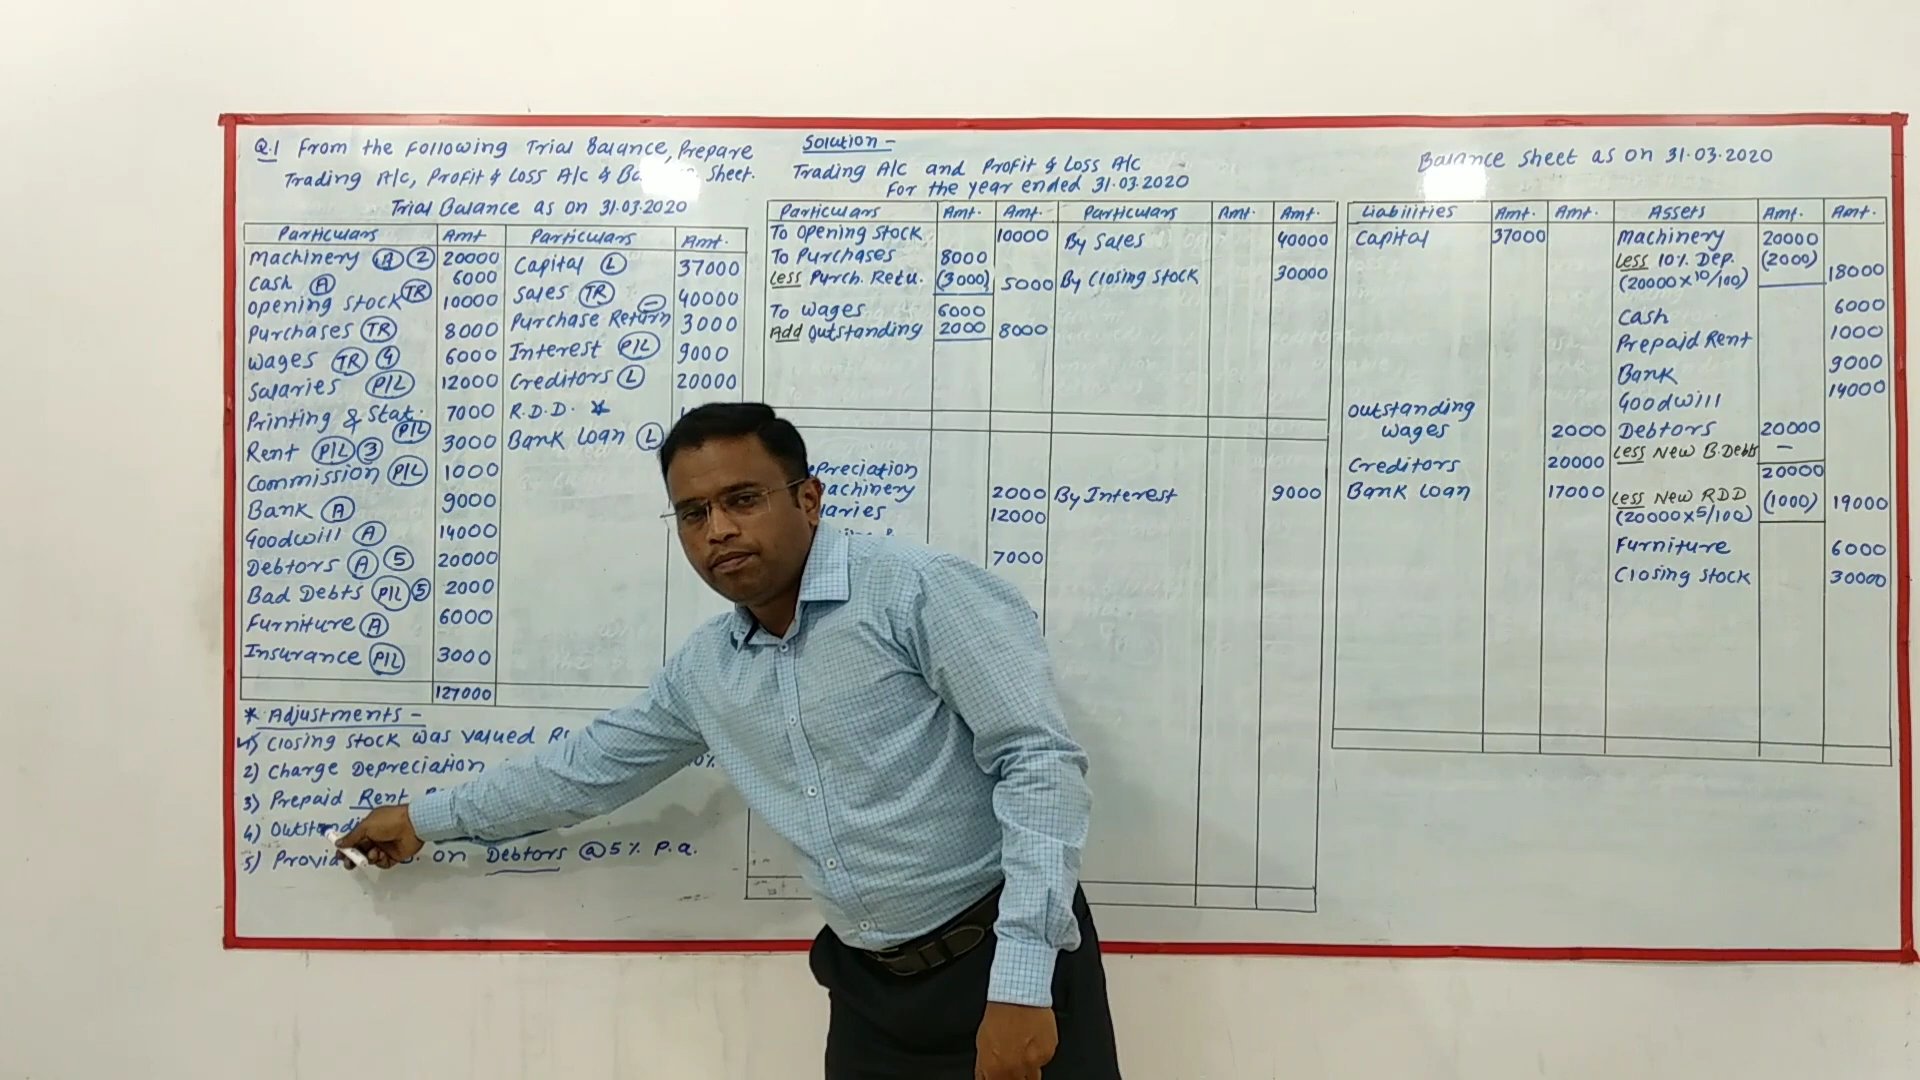 Q.1 From the Following Trial Balance, Prepare
Trading A/c, Profit & Loss A/c & Sheet.
Trial Balance as on 31.03.2020
Particulars Amt Particulars Amt.
Machinery (A) (2) 20000 Capital (L) 37000
Cash (A) 6000 Sales (TR) 40000
Opening Stock (TR) 10000 Purchase Return (-) 3000
Purchases (TR) 8000 Interest (P/L) 9000
Wages (TR) (4) 6000 Creditors (L) 20000
Salaries (P/L) 12000 R.D.D. *
Printing & Stat. (P/L) 7000 Bank Loan (L)
Rent (P/L) (3) 3000
Commission (P/L) 1000
Bank (A) 9000
Goodwill (A) 14000
Debtors (A) (5) 20000
Bad Debts (P/L) (5) 2000
Furniture (A) 6000
Insurance (P/L) 3000
127000
* Adjustments -
1) Closing Stock was valued
2) Charge Depreciation
3) Prepaid Rent
4)
5) on Debtors @ 5% p.a.
Solution -
Trading A/c and Profit & Loss A/c
For the year ended 31.03.2020
Particulars Amt. Amt. Particulars Amt. Amt.
To Opening Stock 10000 By Sales 40000
To Purchases 8000
Less Purch. Retu. (3000) 5000 By Closing Stock 30000
To Wages 6000
Add Outstanding 2000 8000
2000 By Interest 9000
12000
7000
Balance Sheet as on 31.03.2020
Liabilities Amt. Amt. Assets Amt. Amt.
Capital 37000 Machinery 20000
Less 10% Dep. (2000)
(20000x10/100) 18000
Cash 6000
Prepaid Rent 1000
Bank 9000
Goodwill 14000
Outstanding
Wages 2000 Debtors 20000
Less New B.Debts —
Creditors 20000 20000
Bank Loan 17000 Less New RDD (1000) 19000
(20000x5/100)
Furniture 6000
Closing Stock 30000